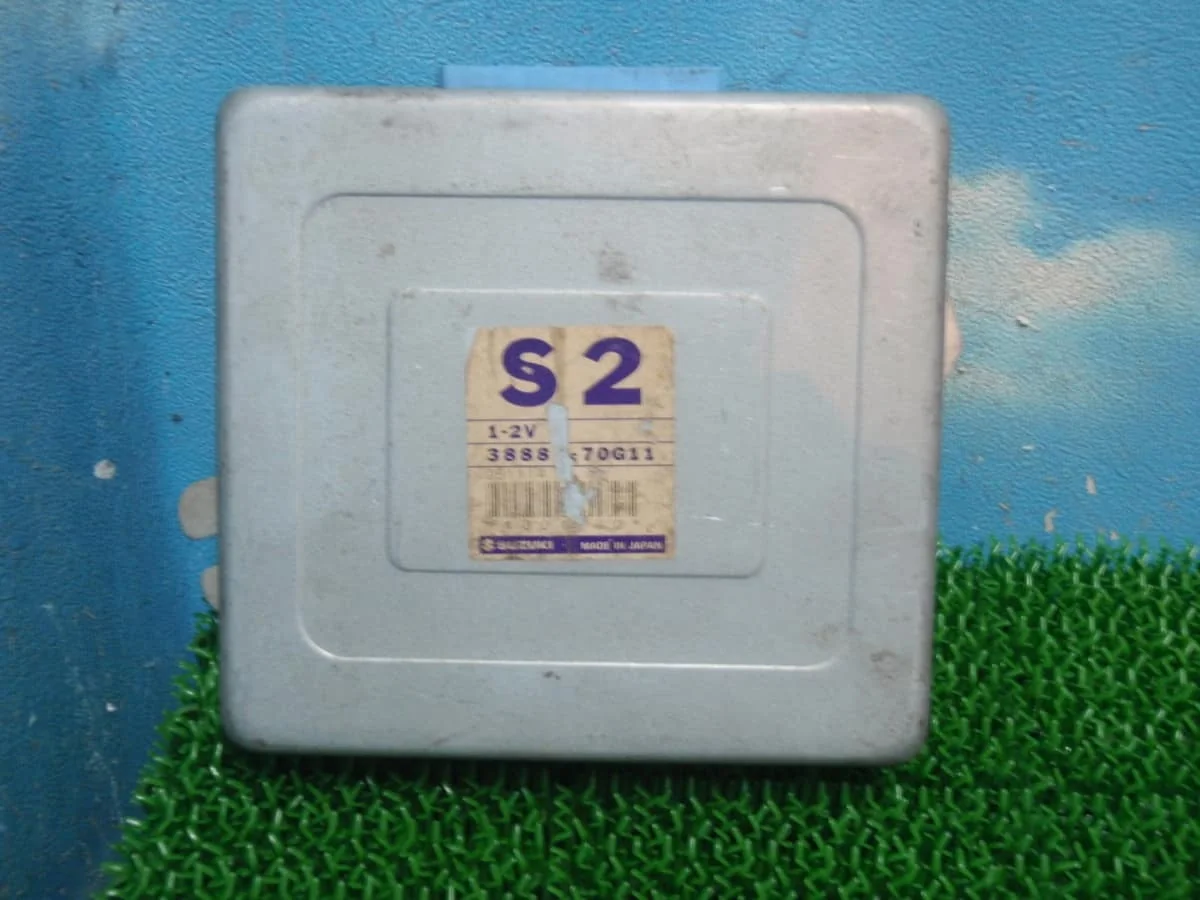 S2
1-2V
3888 -70G11
SUZUKI MADE IN JAPAN